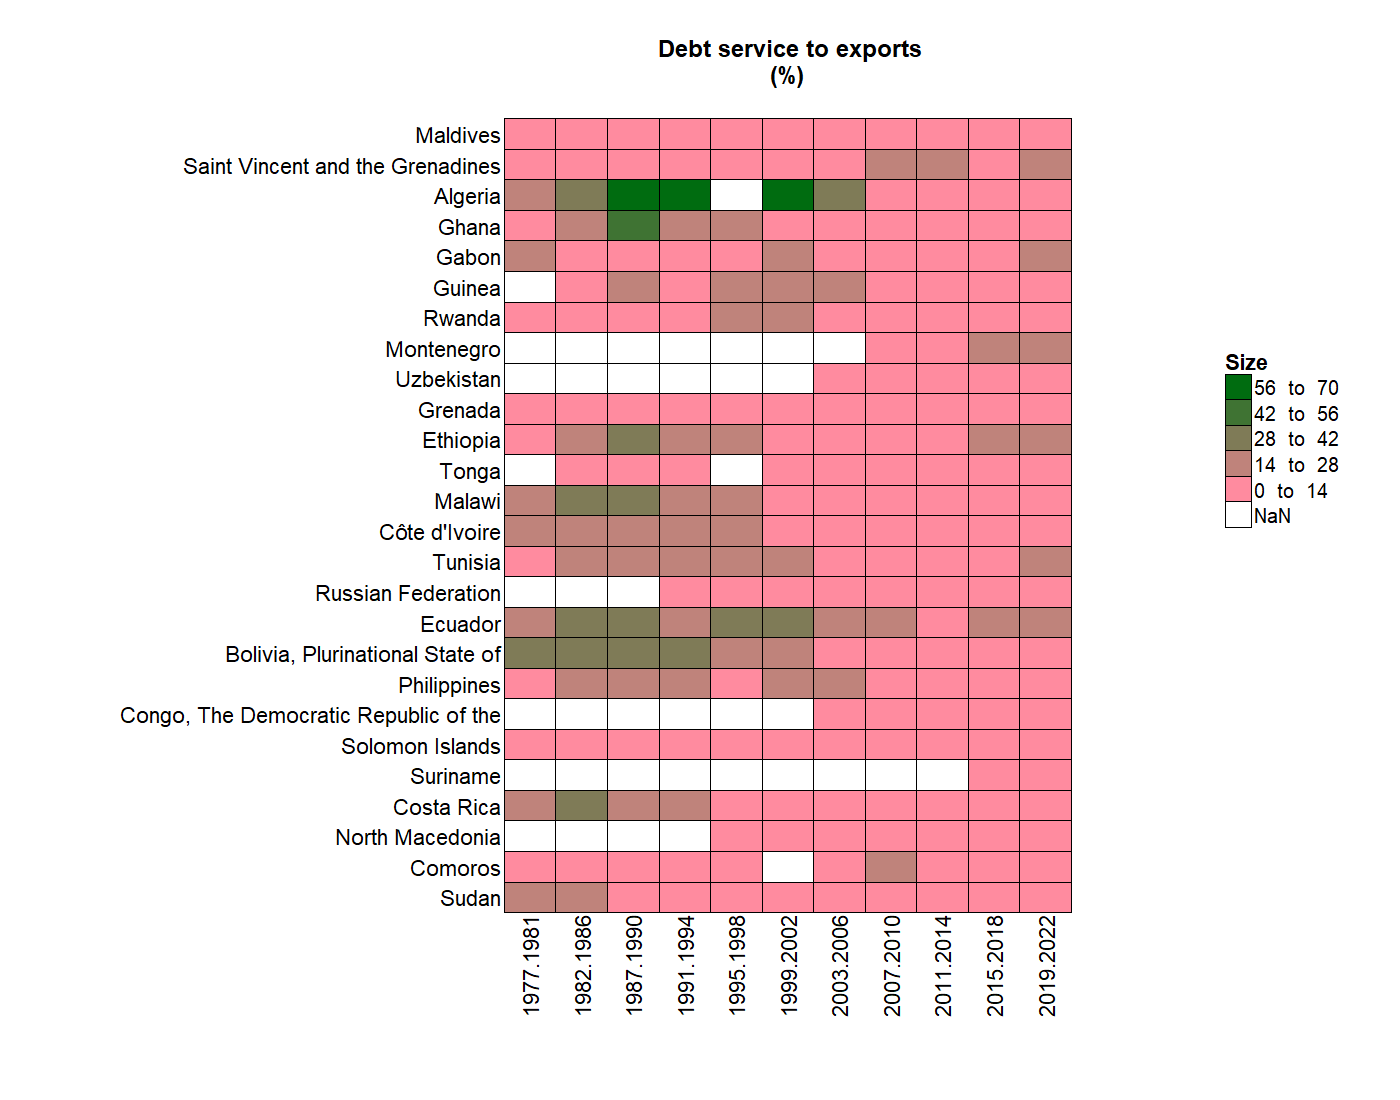 Debt service to exports
(%)
Maldives
Saint Vincent and the Grenadines
Algeria
Ghana
Gabon
Guinea
Rwanda
Montenegro
Uzbekistan
Grenada
Ethiopia
Tonga
Malawi
Côte d'Ivoire
Tunisia
Russian Federation
Ecuador
Bolivia, Plurinational State of
Philippines
Congo, The Democratic Republic of the
Solomon Islands
Suriname
Costa Rica
North Macedonia
Comoros
Sudan
1977.1981
1982.1986
1987.1990
1991.1994
1995.1998
1999.2002
2003.2006
2007.2010
2011.2014
2015.2018
2019.2022
Size
56 to 70
42 to 56
28 to 42
14 to 28
0 to 14
NaN